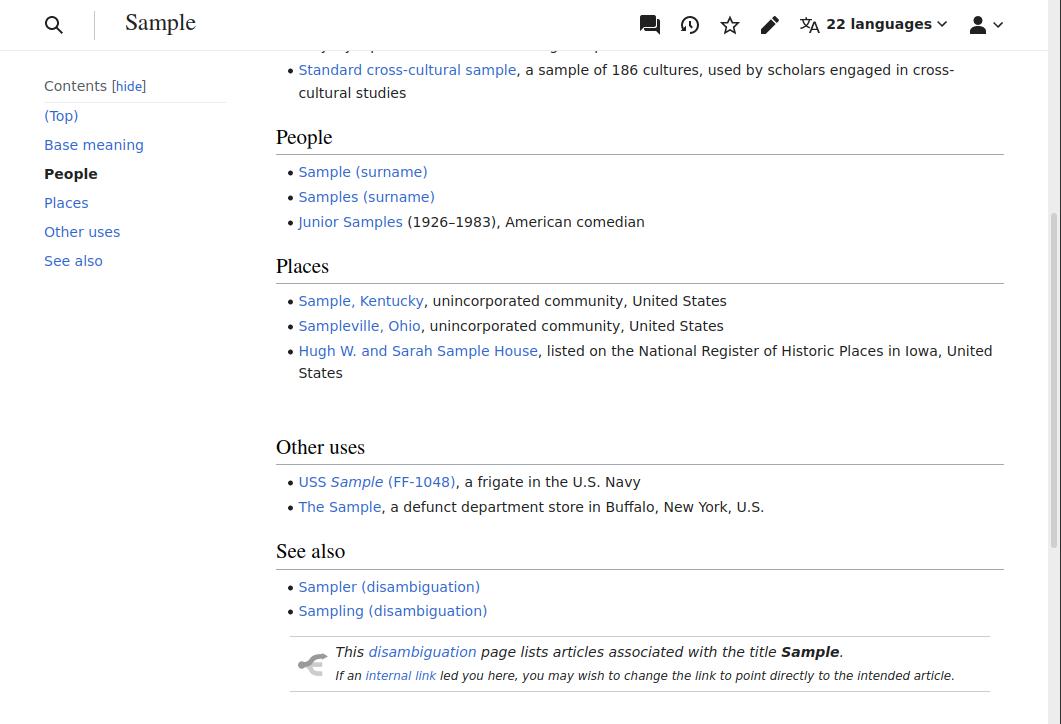 Sample
22 languages
Contents [hide]
(Top)
Base meaning
People
Places
Other uses
See also
• Standard cross-cultural sample, a sample of 186 cultures, used by scholars engaged in cross-
cultural studies
People
• Sample (surname)
• Samples (surname)
• Junior Samples (1926–1983), American comedian
Places
• Sample, Kentucky, unincorporated community, United States
• Sampleville, Ohio, unincorporated community, United States
• Hugh W. and Sarah Sample House, listed on the National Register of Historic Places in Iowa, United
States
Other uses
• USS Sample (FF-1048), a frigate in the U.S. Navy
• The Sample, a defunct department store in Buffalo, New York, U.S.
See also
• Sampler (disambiguation)
• Sampling (disambiguation)
This disambiguation page lists articles associated with the title Sample.
If an internal link led you here, you may wish to change the link to point directly to the intended article.